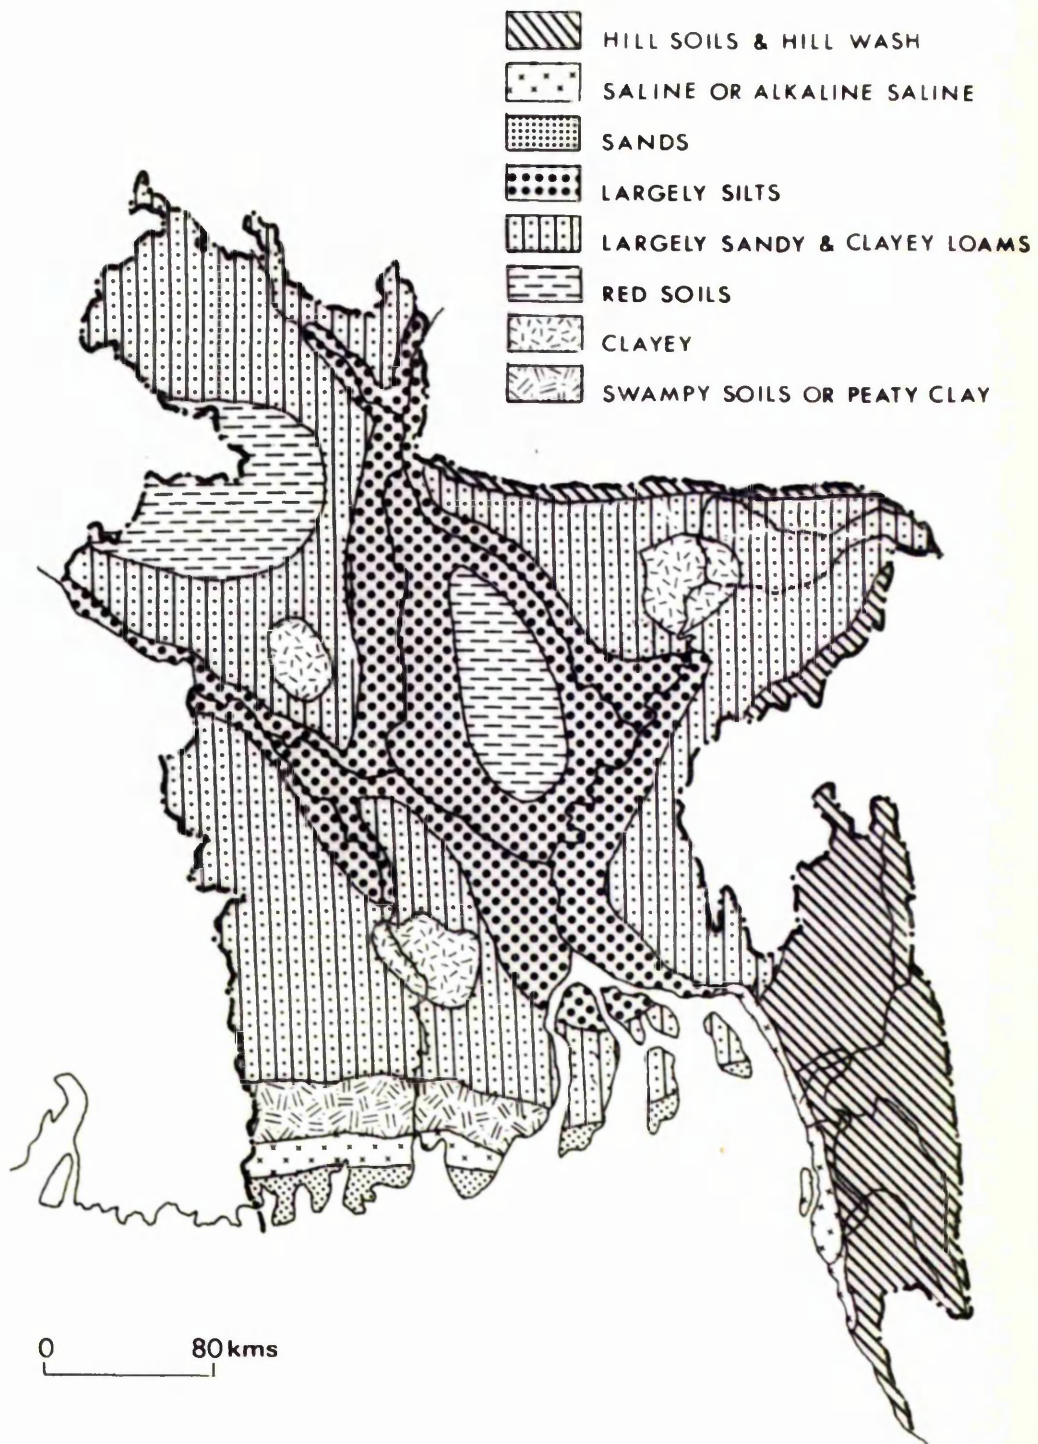 HILL SOILS & HILL WASH
SALINE OR ALKALINE SALINE
SANDS
LARGELY SILTS
LARGELY SANDY & CLAYEY LOAMS
RED SOILS
CLAYEY
SWAMPY SOILS OR PEATY CLAY
0 80 kms